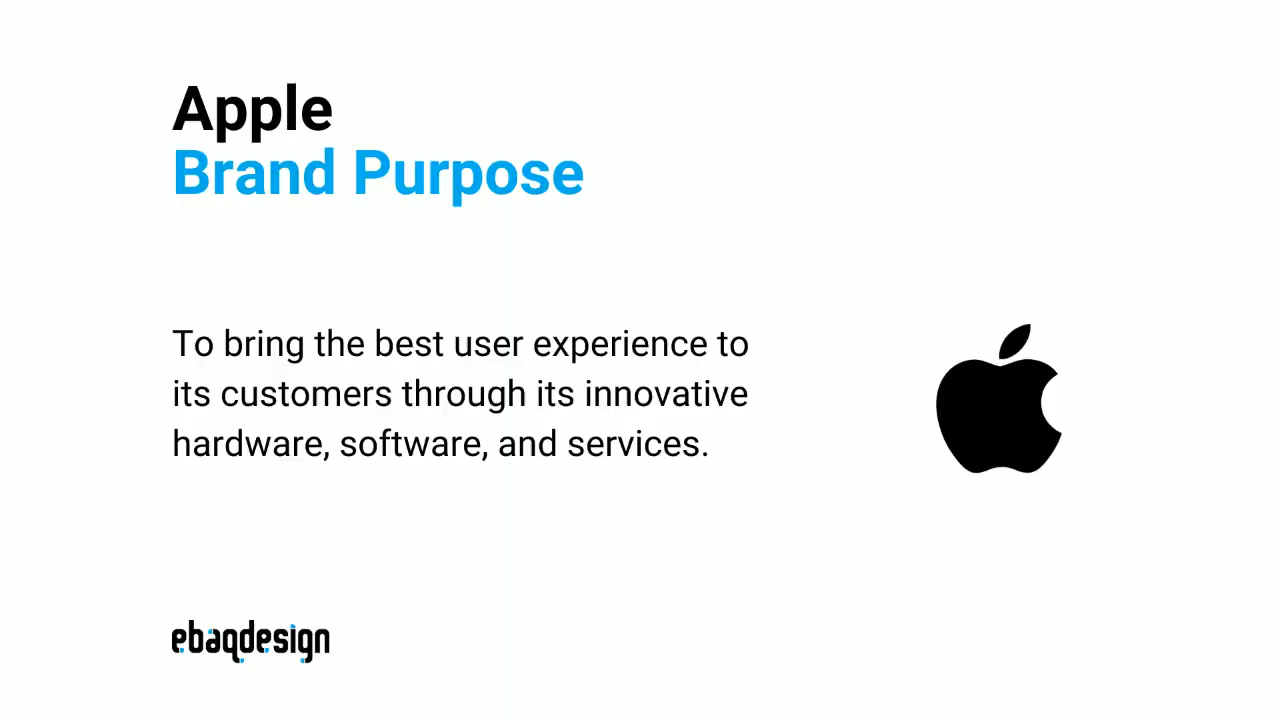 Apple
Brand Purpose
To bring the best user experience to
its customers through its innovative
hardware, software, and services.
ebaqdesign